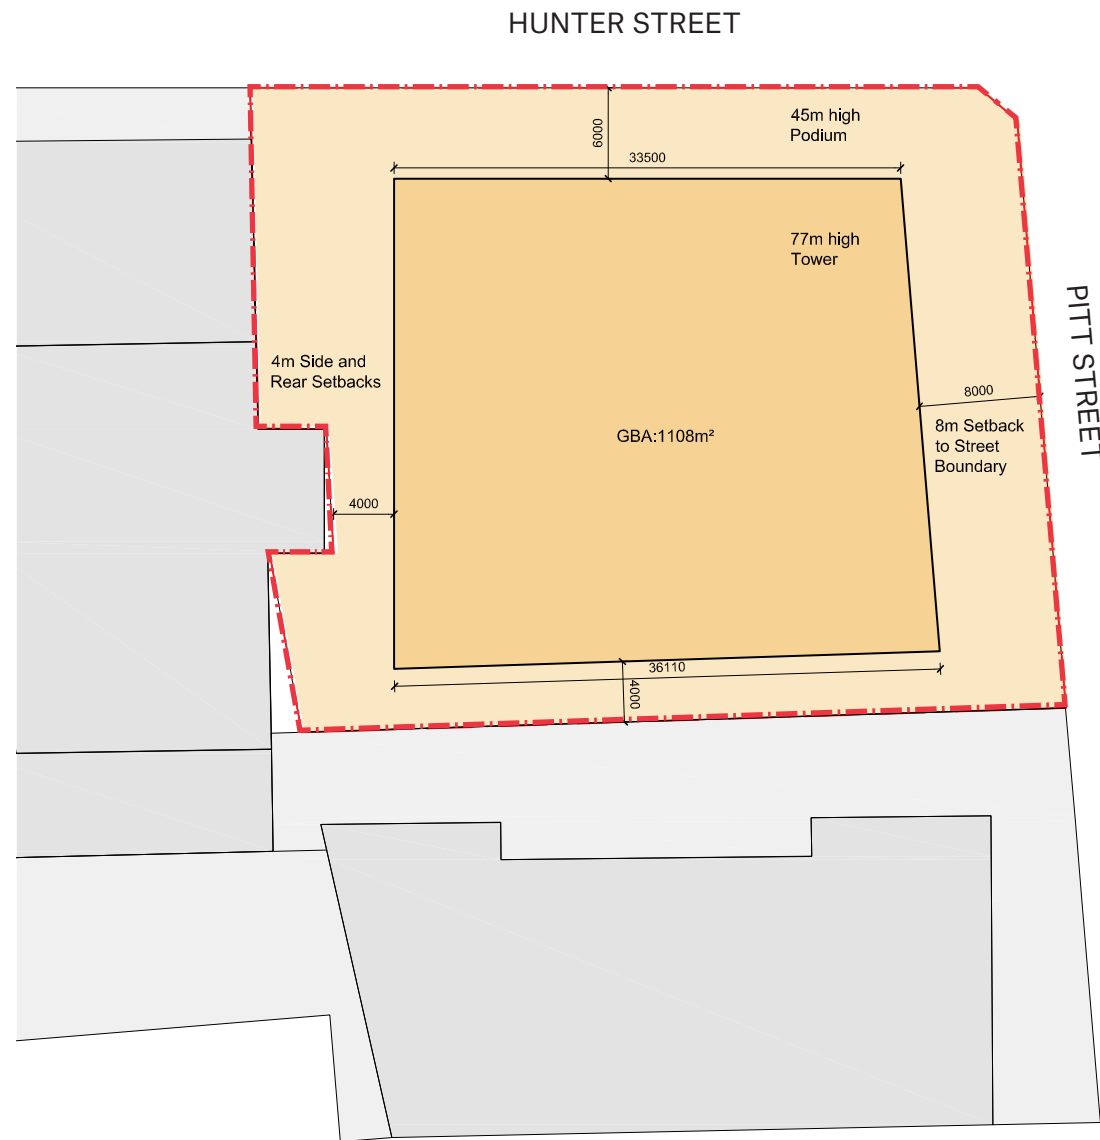 HUNTER STREET
45m high
Podium
6000
33500
77m high
Tower
PITT STREET
4m Side and
Rear Setbacks
8000
8m Setback
to Street
Boundary
GBA:1108m²
4000
36110
4000